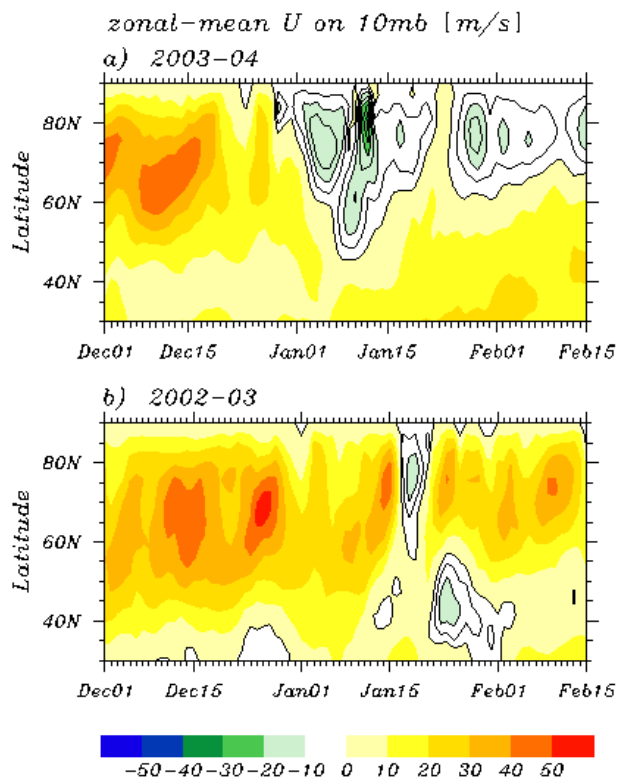 zonal-mean U on 10mb [m/s]
a) 2003-04
80N
60N
40N
Latitude
Dec01 Dec15 Jan01 Jan15 Feb01 Feb15
b) 2002-03
80N
60N
40N
Latitude
Dec01 Dec15 Jan01 Jan15 Feb01 Feb15
-50 -40 -30 -20 -10 0 10 20 30 40 50